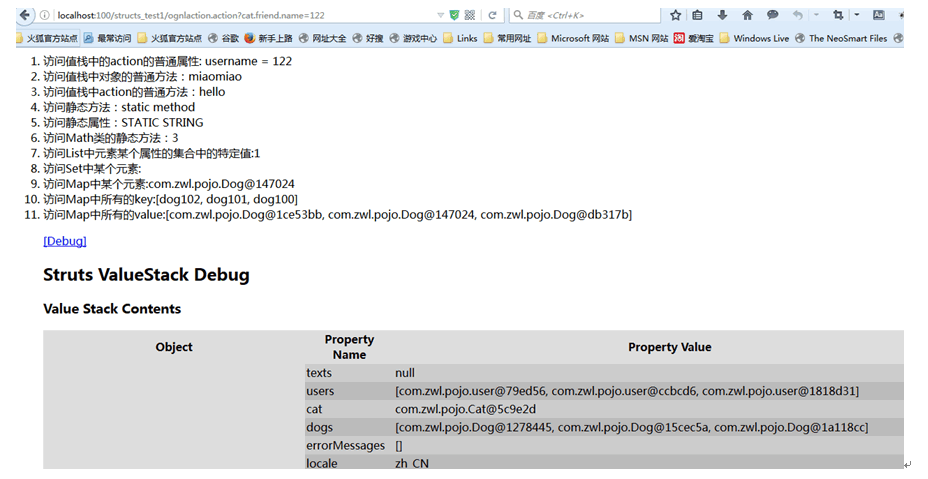 localhost:100/structs_test1/ognlaction.action?cat.friend.name=122
百度 <Ctrl+K>
火狐官方站点 最常访问 火狐官方站点 谷歌 新手上路 网址大全 好搜 游戏中心 Links 常用网址 Microsoft 网站 MSN 网站 淘 爱淘宝 Windows Live The NeoSmart Files
1. 访问值栈中的action的普通属性: username = 122
2. 访问值栈中对象的普通方法：miaomiao
3. 访问值栈中action的普通方法：hello
4. 访问静态方法：static method
5. 访问静态属性：STATIC STRING
6. 访问Math类的静态方法：3
7. 访问List中元素某个属性的集合中的特定值:1
8. 访问Set中某个元素:
9. 访问Map中某个元素:com.zwl.pojo.Dog@147024
10. 访问Map中所有的key:[dog102, dog101, dog100]
11. 访问Map中所有的value:[com.zwl.pojo.Dog@1ce53bb, com.zwl.pojo.Dog@147024, com.zwl.pojo.Dog@db317b]
[Debug]
Struts ValueStack Debug
Value Stack Contents
Object Property Name Property Value
texts null
users [com.zwl.pojo.user@79ed56, com.zwl.pojo.user@ccbcd6, com.zwl.pojo.user@1818d31]
cat com.zwl.pojo.Cat@5c9e2d
dogs [com.zwl.pojo.Dog@1278445, com.zwl.pojo.Dog@15cec5a, com.zwl.pojo.Dog@1a118cc]
errorMessages []
locale zh_CN